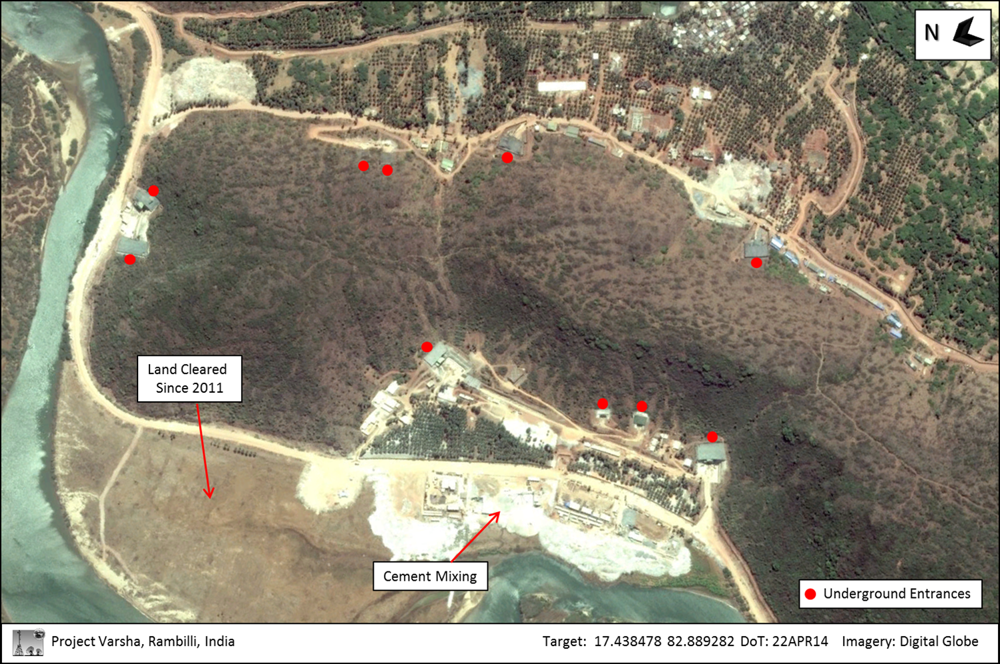 N
Land Cleared
Since 2011
Cement Mixing
Underground Entrances
Project Varsha, Rambilli, India
Target: 17.438478 82.889282 DoT: 22APR14 Imagery: Digital Globe